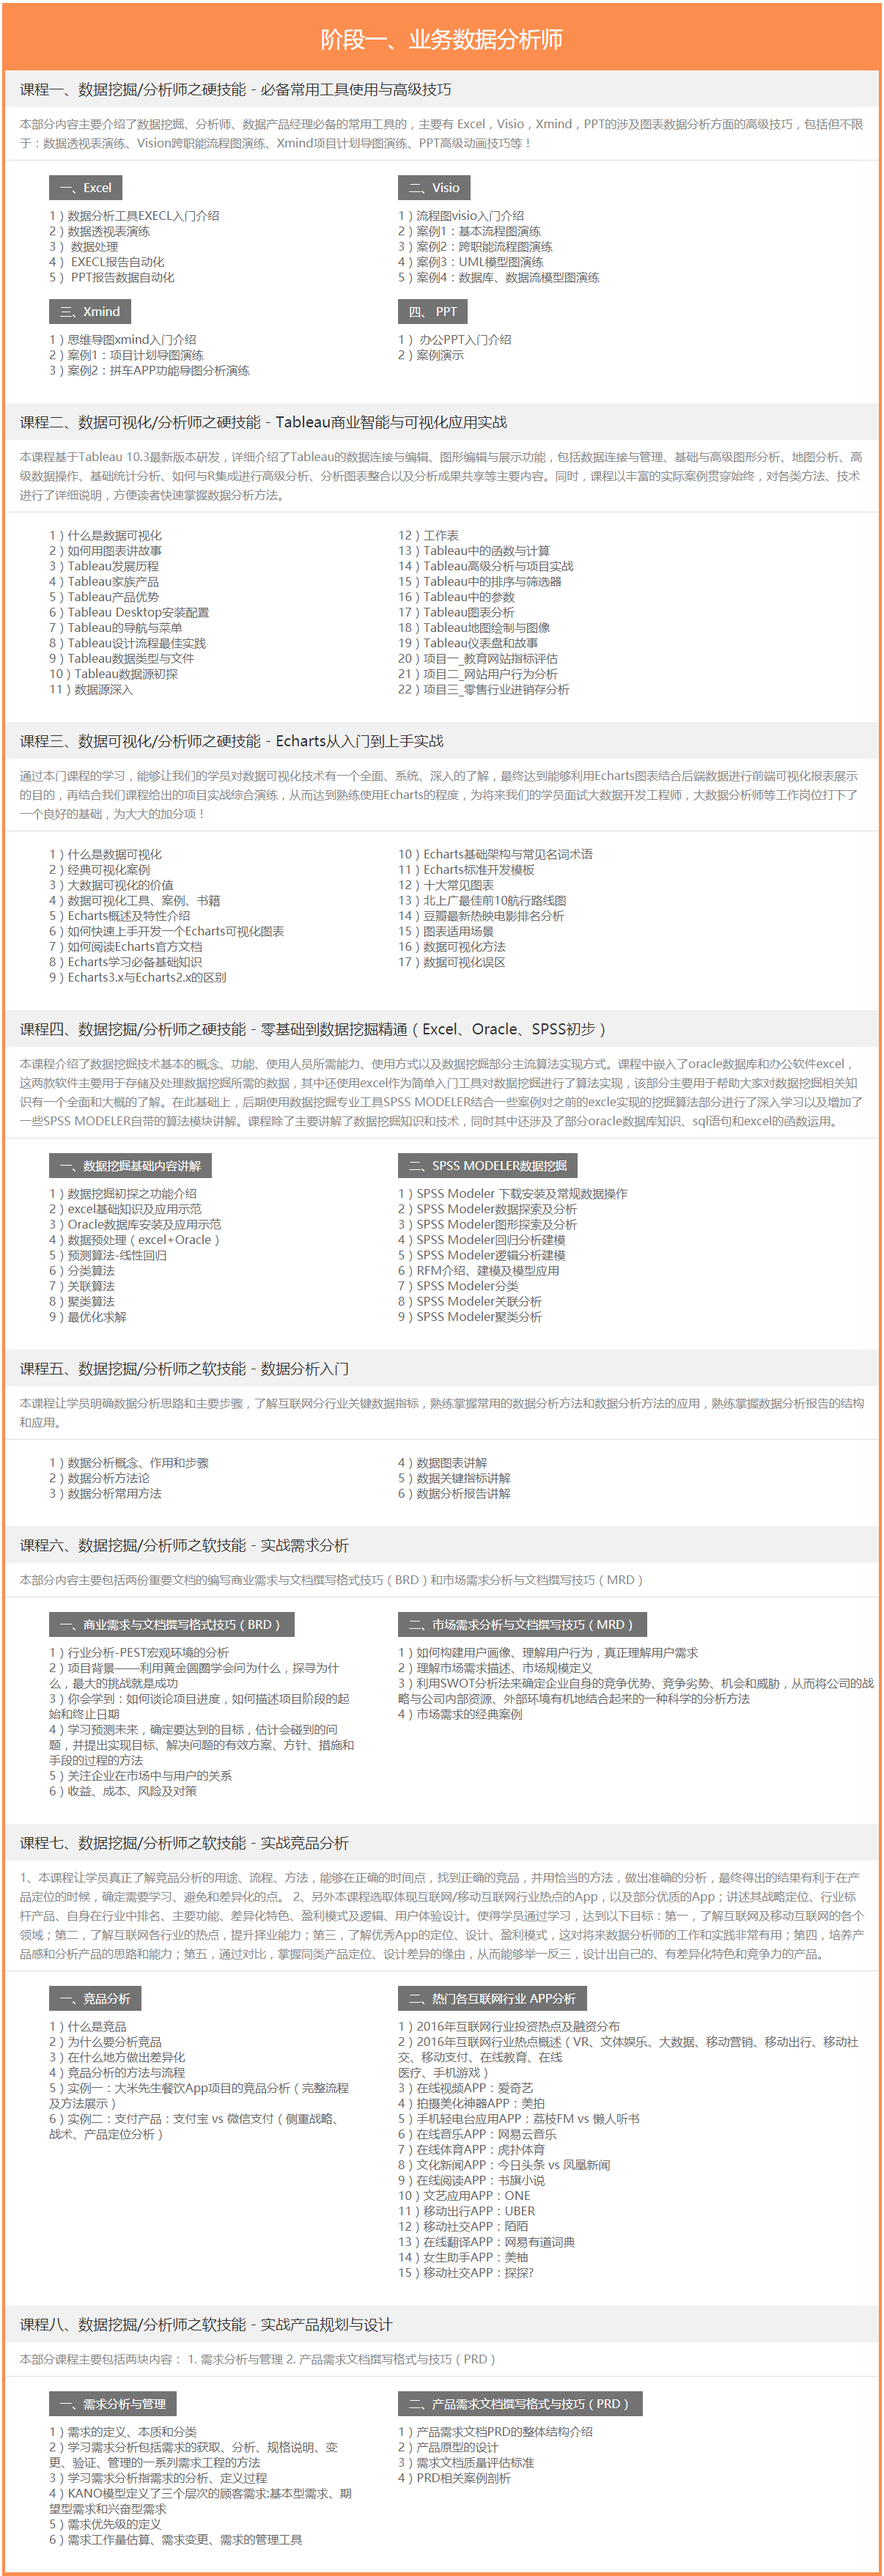 阶段一、业务数据分析师
课程一、数据挖掘/分析师之硬技能 - 必备常用工具使用与高级技巧
本部分内容主要介绍了数据挖掘、分析师、数据产品经理必备的常用工具的，主要有 Excel，Visio，Xmind，PPT的涉及图表数据分析方面的高级技巧，包括但不限
于：数据透视表演练、Vision跨职能流程图演练、Xmind项目计划导图演练、PPT高级动画技巧等！
一、Excel
1）数据分析工具EXECL入门介绍
2）数据透视表演练
3） 数据处理
4） EXECL报告自动化
5） PPT报告数据自动化
二、Visio
1）流程图visio入门介绍
2）案例1：基本流程图演练
3）案例2：跨职能流程图演练
4）案例3：UML模型图演练
5）案例4：数据库、数据流模型图演练
三、Xmind
1）思维导图xmind入门介绍
2）案例1：项目计划导图演练
3）案例2：拼车APP功能导图分析演练
四、 PPT
1） 办公PPT入门介绍
2）案例演示
课程二、数据可视化/分析师之硬技能 - Tableau商业智能与可视化应用实战
本课程基于Tableau 10.3最新版本研发，详细介绍了Tableau的数据连接与编辑、图形编辑与展示功能，包括数据连接与管理、基础与高级图形分析、地图分析、高
级数据操作、基础统计分析、如何与R集成进行高级分析、分析图表整合以及分析成果共享等主要内容。同时，课程以丰富的实际案例贯穿始终，对各类方法、技术
进行了详细说明，方便读者快速掌握数据分析方法。
1）什么是数据可视化
2）如何用图表讲故事
3）Tableau发展历程
4）Tableau家族产品
5）Tableau产品优势
6）Tableau Desktop安装配置
7）Tableau的导航与菜单
8）Tableau设计流程最佳实践
9）Tableau数据类型与文件
10）Tableau数据源初探
11）数据源深入
12）工作表
13）Tableau中的函数与计算
14）Tableau高级分析与项目实战
15）Tableau中的排序与筛选器
16）Tableau中的参数
17）Tableau图表分析
18）Tableau地图绘制与图像
19）Tableau仪表盘和故事
20）项目一_教育网站指标评估
21）项目二_网站用户行为分析
22）项目三_零售行业进销存分析
课程三、数据可视化/分析师之硬技能 - Echarts从入门到上手实战
通过本门课程的学习，能够让我们的学员对数据可视化技术有一个全面、系统、深入的了解，最终达到能够利用Echarts图表结合后端数据进行前端可视化报表展示
的目的，再结合我们课程给出的项目实战综合演练，从而达到熟练使用Echarts的程度，为将来我们的学员面试大数据开发工程师，大数据分析师等工作岗位打下了
一个良好的基础，为大大的加分项！
1）什么是数据可视化
2）经典可视化案例
3）大数据可视化的价值
4）数据可视化工具、案例、书籍
5）Echarts概述及特性介绍
6）如何快速上手开发一个Echarts可视化图表
7）如何阅读Echarts官方文档
8）Echarts学习必备基础知识
9）Echarts3.x与Echarts2.x的区别
10）Echarts基础架构与常见名词术语
11）Echarts标准开发模板
12）十大常见图表
13）北上广最佳前10航行路线图
14）豆瓣最新热映电影排名分析
15）图表适用场景
16）数据可视化方法
17）数据可视化误区
课程四、数据挖掘/分析师之硬技能 - 零基础到数据挖掘精通（Excel、Oracle、SPSS初步）
本课程介绍了数据挖掘技术基本的概念、功能、使用人员所需能力、使用方式以及数据挖掘部分主流算法实现方式。课程中嵌入了oracle数据库和办公软件excel，
这两款软件主要用于存储及处理数据挖掘所需的数据，其中还使用excel作为简单入门工具对数据挖掘进行了算法实现，该部分主要用于帮助大家对数据挖掘相关知
识有一个全面和大概的了解。在此基础上，后期使用数据挖掘专业工具SPSS MODELER结合一些案例对之前的excle实现的挖掘算法部分进行了深入学习以及增加了
一些SPSS MODELER自带的算法模块讲解。课程除了主要讲解了数据挖掘知识和技术，同时其中还涉及了部分oracle数据库知识、sql语句和excel的函数运用。
一、数据挖掘基础内容讲解
1）数据挖掘初探之功能介绍
2）excel基础知识及应用示范
3）Oracle数据库安装及应用示范
4）数据预处理（excel+Oracle）
5）预测算法-线性回归
6）分类算法
7）关联算法
8）聚类算法
9）最优化求解
二、SPSS MODELER数据挖掘
1）SPSS Modeler 下载安装及常规数据操作
2）SPSS Modeler数据探索及分析
3）SPSS Modeler图形探索及分析
4）SPSS Modeler回归分析建模
5）SPSS Modeler逻辑分析建模
6）RFM介绍、建模及模型应用
7）SPSS Modeler分类
8）SPSS Modeler关联分析
9）SPSS Modeler聚类分析
课程五、数据挖掘/分析师之软技能 - 数据分析入门
本课程让学员明确数据分析思路和主要步骤，了解互联网分行业关键数据指标，熟练掌握常用的数据分析方法和数据分析方法的应用，熟练掌握数据分析报告的结构
和应用。
1）数据分析概念、作用和步骤
2）数据分析方法论
3）数据分析常用方法
4）数据图表讲解
5）数据关键指标讲解
6）数据分析报告讲解
课程六、数据挖掘/分析师之软技能 - 实战需求分析
本部分内容主要包括两份重要文档的编写商业需求与文档撰写格式技巧（BRD）和市场需求分析与文档撰写技巧（MRD）
一、商业需求与文档撰写格式技巧（BRD）
1）行业分析-PEST宏观环境的分析
2）项目背景——利用黄金圆圈学会问为什么，探寻为什
么，最大的挑战就是成功
3）你会学到：如何谈论项目进度，如何描述项目阶段的起
始和终止日期
4）学习预测未来，确定要达到的目标，估计会碰到的问
题，并提出实现目标、解决问题的有效方案、方针、措施和
手段的过程的方法
5）关注企业在市场中与用户的关系
6）收益、成本、风险及对策
二、市场需求分析与文档撰写技巧（MRD）
1）如何构建用户画像、理解用户行为，真正理解用户需求
2）理解市场需求描述、市场规模定义
3）利用SWOT分析法来确定企业自身的竞争优势、竞争劣势、机会和威胁，从而将公司的战
略与公司内部资源、外部环境有机地结合起来的一种科学的分析方法
4）市场需求的经典案例
课程七、数据挖掘/分析师之软技能 - 实战竞品分析
1、本课程让学员真正了解竞品分析的用途、流程、方法，能够在正确的时间点，找到正确的竞品，并用恰当的方法，做出准确的分析，最终得出的结果有利于在产
品定位的时候，确定需要学习、避免和差异化的点。 2、另外本课程选取体现互联网/移动互联网行业热点的App，以及部分优质的App；讲述其战略定位、行业标
杆产品、自身在行业中排名、主要功能、差异化特色、盈利模式及逻辑、用户体验设计。使得学员通过学习，达到以下目标：第一，了解互联网及移动互联网的各个
领域；第二，了解互联网各行业的热点，提升择业能力；第三，了解优秀App的定位、设计、盈利模式，这对将来数据分析师的工作和实践非常有用；第四，培养产
品感和分析产品的思路和能力；第五，通过对比，掌握同类产品定位、设计差异的缘由，从而能够举一反三，设计出自己的、有差异化特色和竞争力的产品。
一、竞品分析
1）什么是竞品
2）为什么要分析竞品
3）在什么地方做出差异化
4）竞品分析的方法与流程
5）实例一：大米先生餐饮App项目的竞品分析（完整流程
及方法展示）
6）实例二：支付产品：支付宝 vs 微信支付（侧重战略、
战术、产品定位分析）
二、热门各互联网行业 APP分析
1）2016年互联网行业投资热点及融资分布
2）2016年互联网行业热点概述（VR、文体娱乐、大数据、移动营销、移动出行、移动社
交、移动支付、在线教育、在线
医疗、手机游戏）
3）在线视频APP：爱奇艺
4）拍摄美化神器APP：美拍
5）手机轻电台应用APP：荔枝FM vs 懒人听书
6）在线音乐APP：网易云音乐
7）在线体育APP：虎扑体育
8）文化新闻APP：今日头条 vs 凤凰新闻
9）在线阅读APP：书旗小说
10）文艺应用APP：ONE
11）移动出行APP：UBER
12）移动社交APP：陌陌
13）在线翻译APP：网易有道词典
14）女生助手APP：美柚
15）移动社交APP：探探?
课程八、数据挖掘/分析师之软技能 - 实战产品规划与设计
本部分课程主要包括两块内容： 1. 需求分析与管理 2. 产品需求文档撰写格式与技巧（PRD）
一、需求分析与管理
1）需求的定义、本质和分类
2）学习需求分析包括需求的获取、分析、规格说明、变
更、验证、管理的一系列需求工程的方法
3）学习需求分析指需求的分析、定义过程
4）KANO模型定义了三个层次的顾客需求:基本型需求、期
望型需求和兴奋型需求
5）需求优先级的定义
6）需求工作量估算、需求变更、需求的管理工具
二、产品需求文档撰写格式与技巧（PRD）
1）产品需求文档PRD的整体结构介绍
2）产品原型的设计
3）需求文档质量评估标准
4）PRD相关案例剖析